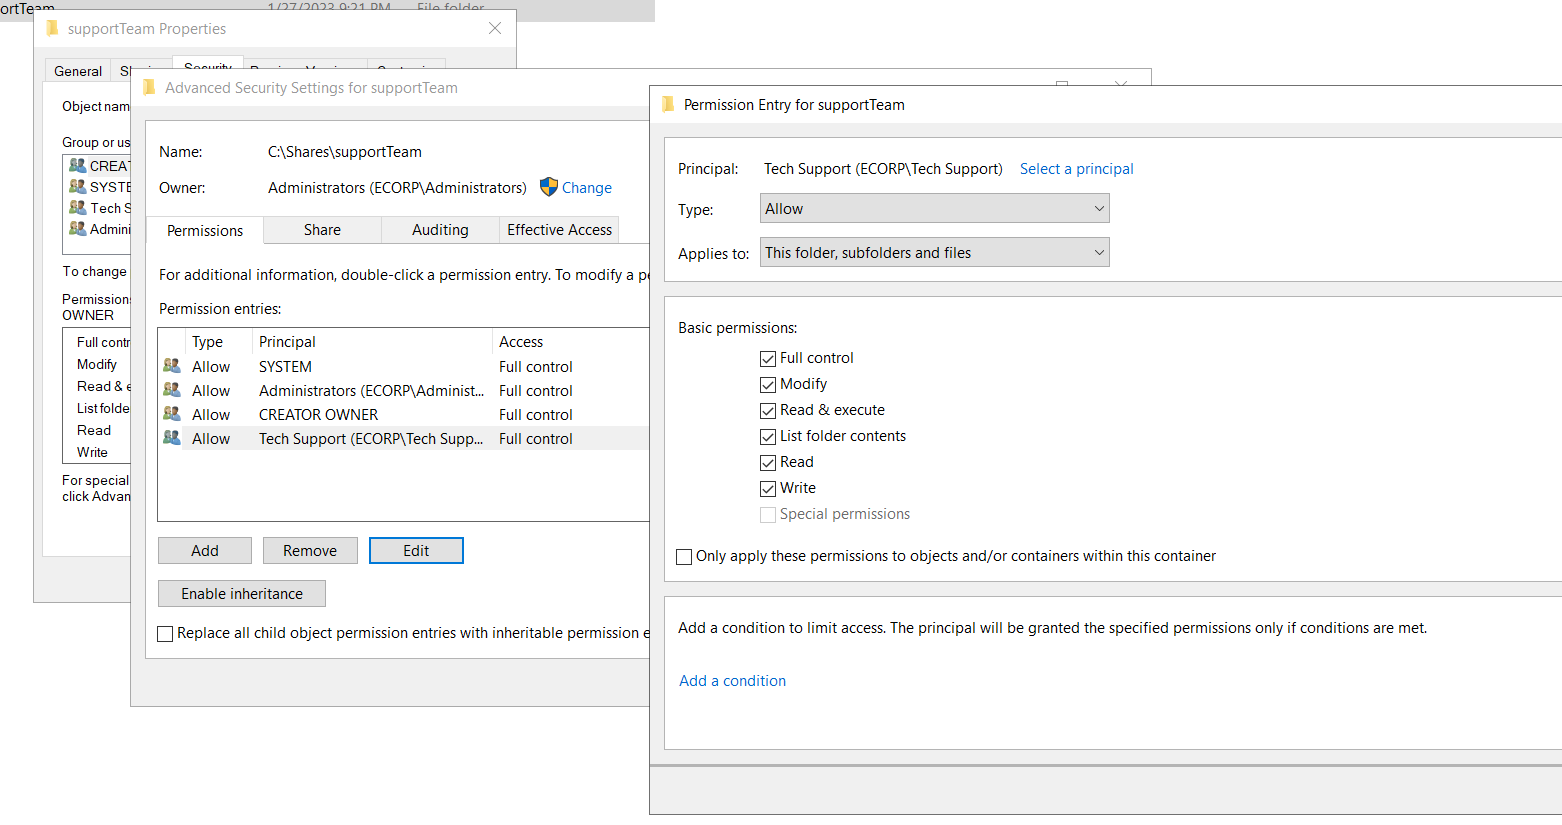 ortTeam 1/27/2023 9:21 PM File folder
supportTeam Properties
General Security
Object nam
Group or us
CREAT
SYSTE
Tech S
Admini
To change
Permissions
OWNER
Full contr
Modify
Read & e
List folde
Read
Write
For special
click Advan
Advanced Security Settings for supportTeam
Name: C:\Shares\supportTeam
Owner: Administrators (ECORP\Administrators) Change
Permissions Share Auditing Effective Access
For additional information, double-click a permission entry. To modify a pe
Permission entries:
Type Principal Access
Allow SYSTEM Full control
Allow Administrators (ECORP\Administ... Full control
Allow CREATOR OWNER Full control
Allow Tech Support (ECORP\Tech Supp... Full control
Add Remove Edit
Enable inheritance
Replace all child object permission entries with inheritable permission e
Permission Entry for supportTeam
Principal: Tech Support (ECORP\Tech Support) Select a principal
Type: Allow
Applies to: This folder, subfolders and files
Basic permissions:
Full control
Modify
Read & execute
List folder contents
Read
Write
Special permissions
Only apply these permissions to objects and/or containers within this container
Add a condition to limit access. The principal will be granted the specified permissions only if conditions are met.
Add a condition